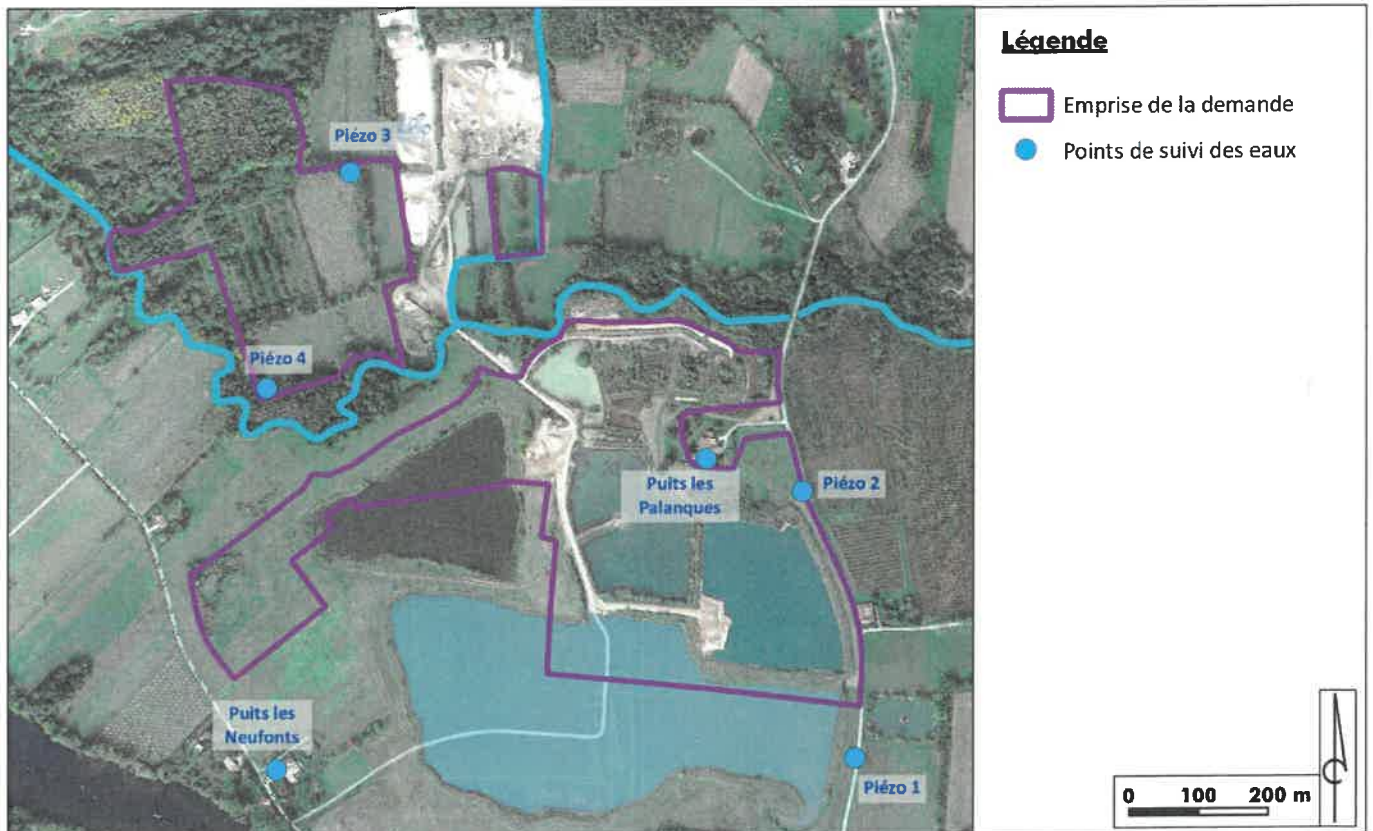 Légende
Emprise de la demande
Points de suivi des eaux
Piézo 3
Piézo 4
Puits les
Palanques
Piézo 2
Puits les
Neufonts
Piézo 1
0 100 200 m